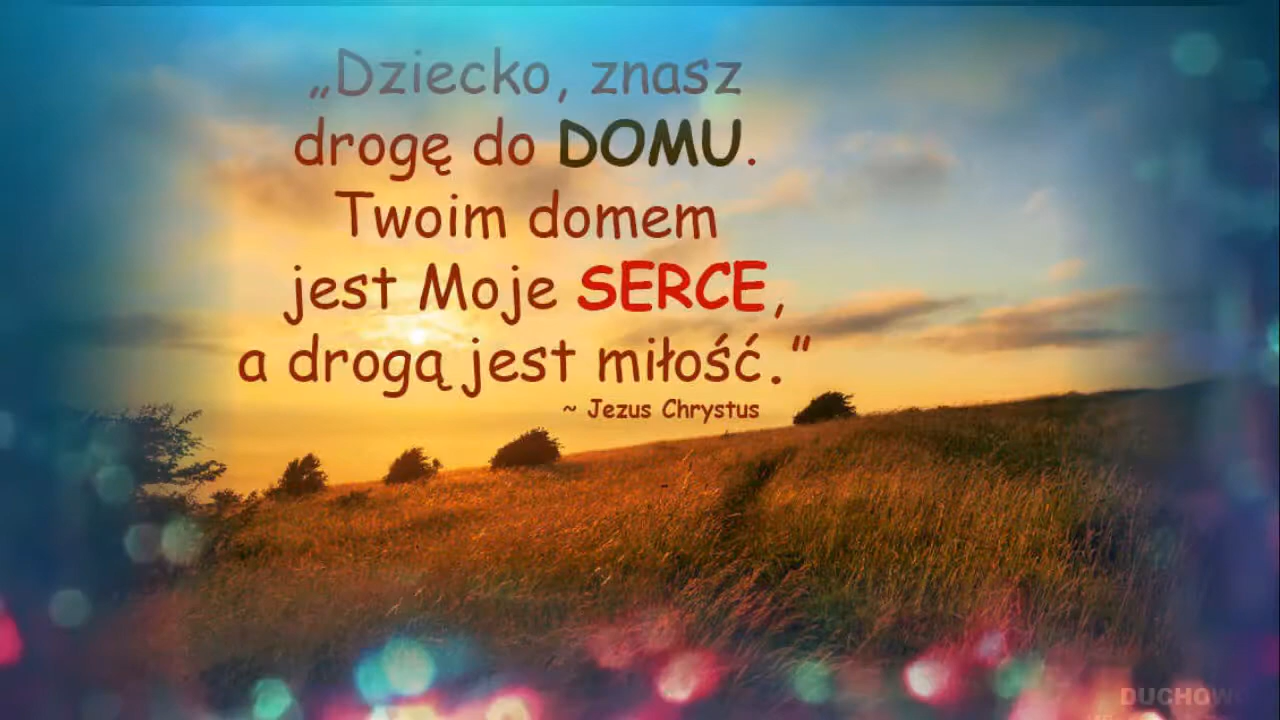 „Dziecko, znasz
drogę do DOMU.
Twoim domem
jest Moje SERCE,
a drogą jest miłość."
~ Jezus Chrystus